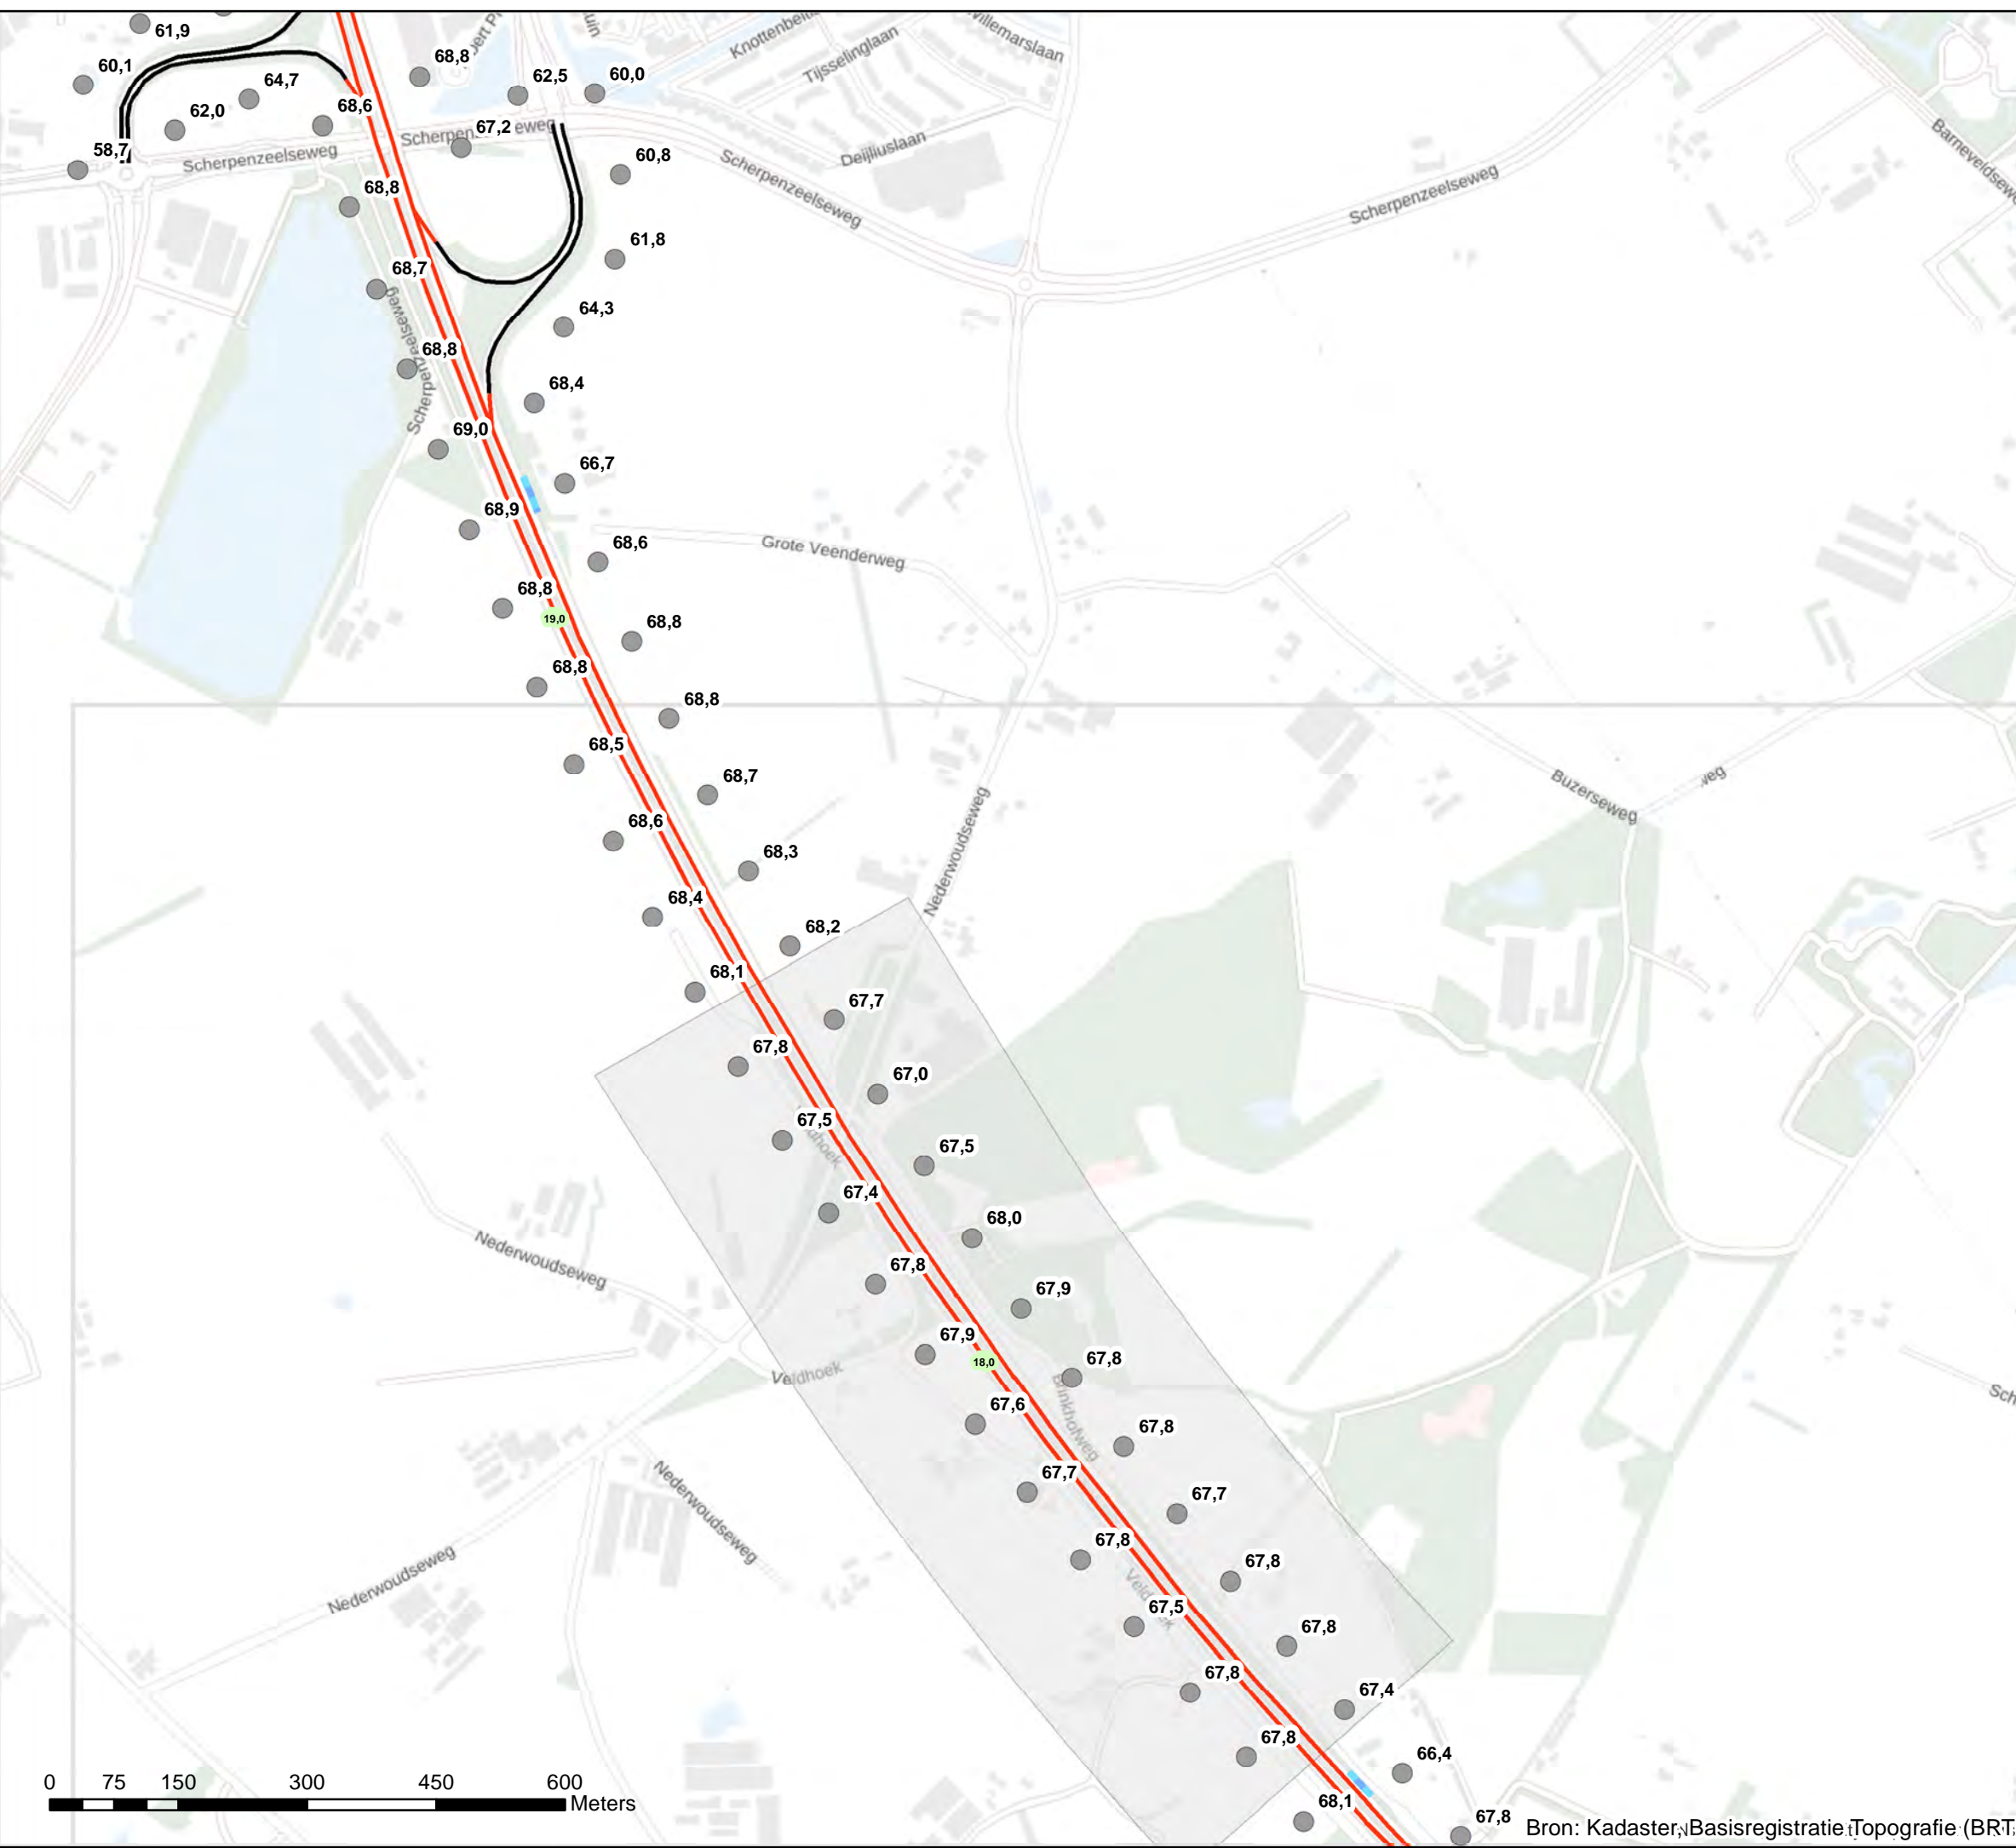 61,9
60,1
64,7
62,0
58,7
68,6
68,8
62,5
60,0
67,2
60,8
Knottenbelt
Willemarslaan
Tijsselinglaan
Deijliuslaan
Scherpenzeelseweg
Scherpenzeelseweg
Scherpenzeelseweg
Barneveldsew
68,8
61,8
68,7
64,3
68,8
68,4
Scherpenzeelseweg
69,0
66,7
68,9
68,6
Grote Veenderweg
68,8
19,0
68,8
68,8
68,8
68,5
68,7
Buzerseweg
weg
68,6
68,3
Nederwoudseweg
68,4
68,2
68,1
67,7
67,8
67,0
67,5
dhoek
67,5
67,4
68,0
Nederwoudseweg
67,8
67,9
67,9
18,0
67,8
Veldhoek
67,6
Brinkhofweg
67,8
Sch
67,7
Nederwoudseweg
67,7
67,8
Nederwoudseweg
67,8
67,5
67,8
67,8
67,4
67,8
66,4
68,1
67,8
0 75 150 300 450 600
Meters
Bron: Kadaster, Basisregistratie Topografie (BRT